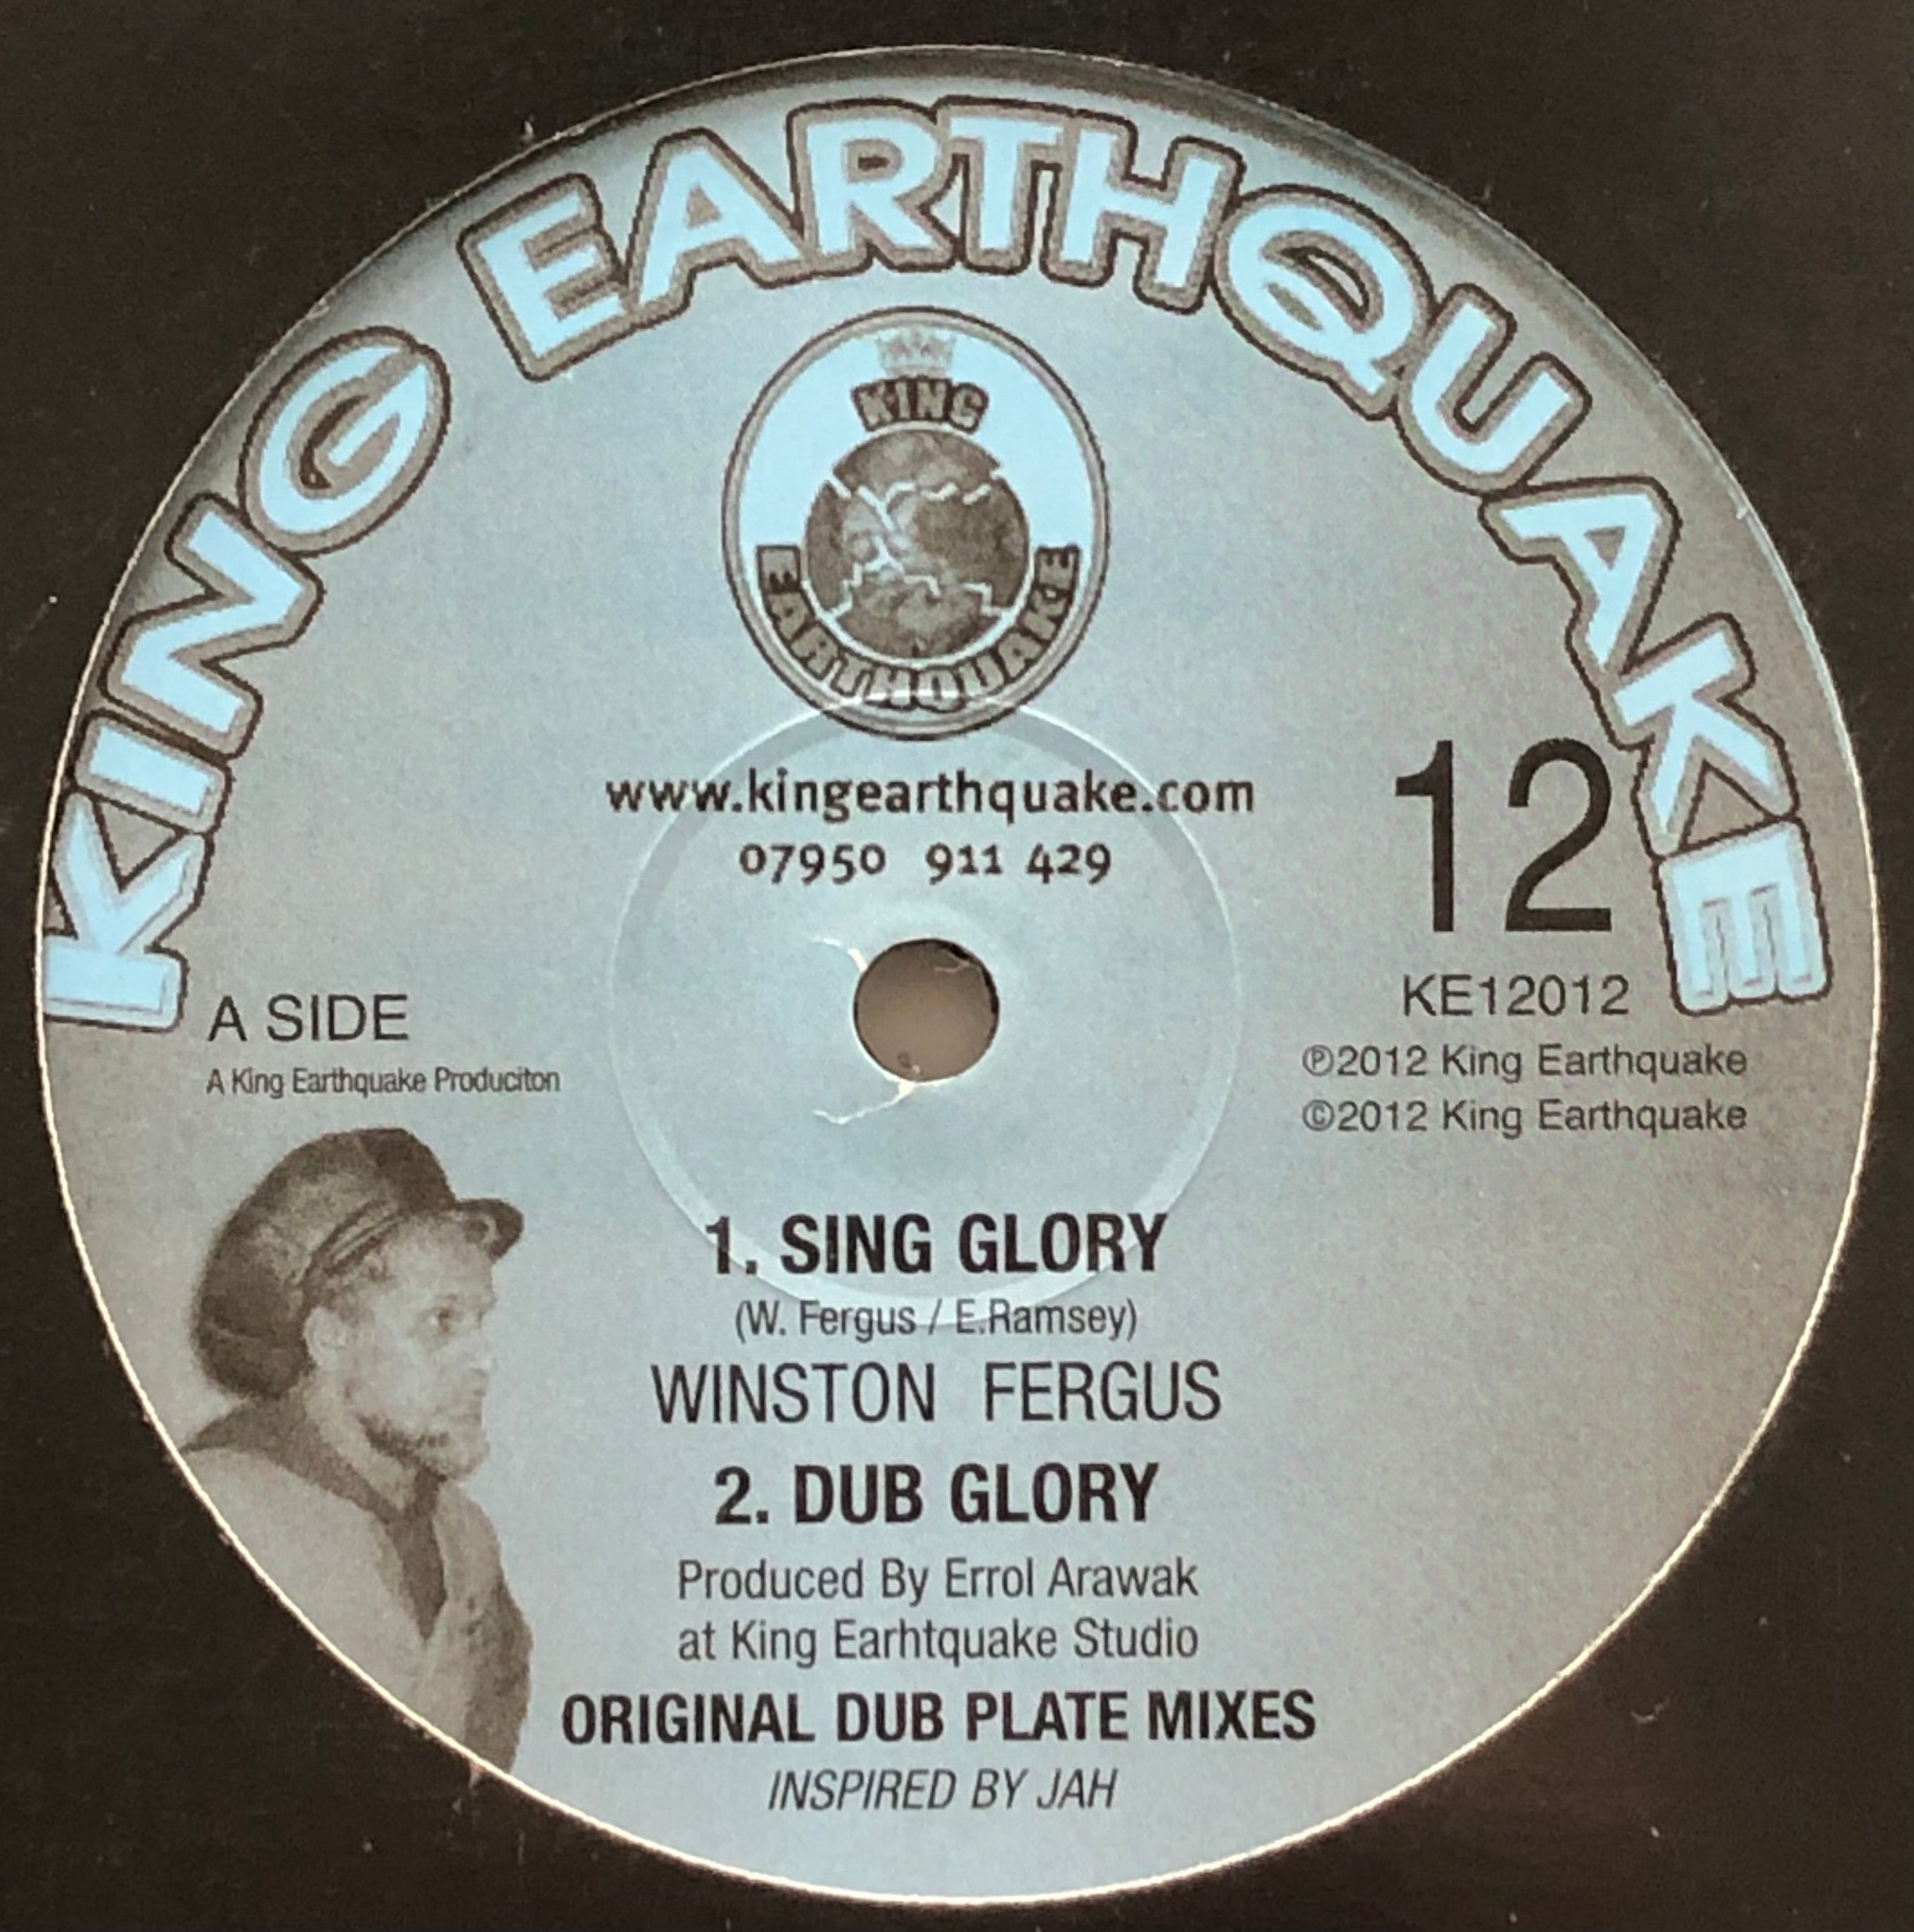 KING EARTHQUAKE
KING
EARTHQUAKE
www.kingearthquake.com
07950 911 429
12
KE12012
℗2012 King Earthquake
©2012 King Earthquake
A SIDE
A King Earthquake Produciton
1. SING GLORY
(W. Fergus / E.Ramsey)
WINSTON FERGUS
2. DUB GLORY
Produced By Errol Arawak
at King Earhtquake Studio
ORIGINAL DUB PLATE MIXES
INSPIRED BY JAH